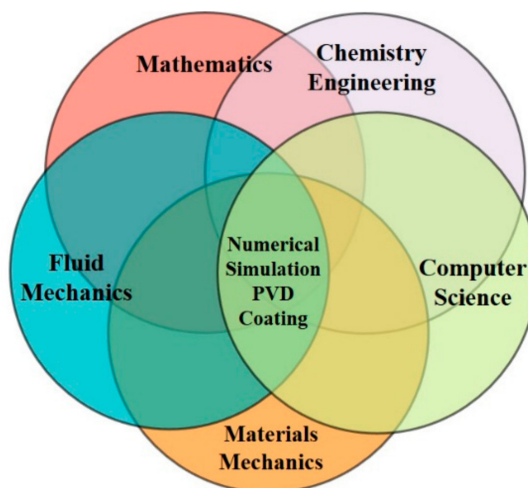 Mathematics
Chemistry
Engineering
Fluid
Mechanics
Numerical
Simulation
PVD
Coating
Computer
Science
Materials
Mechanics